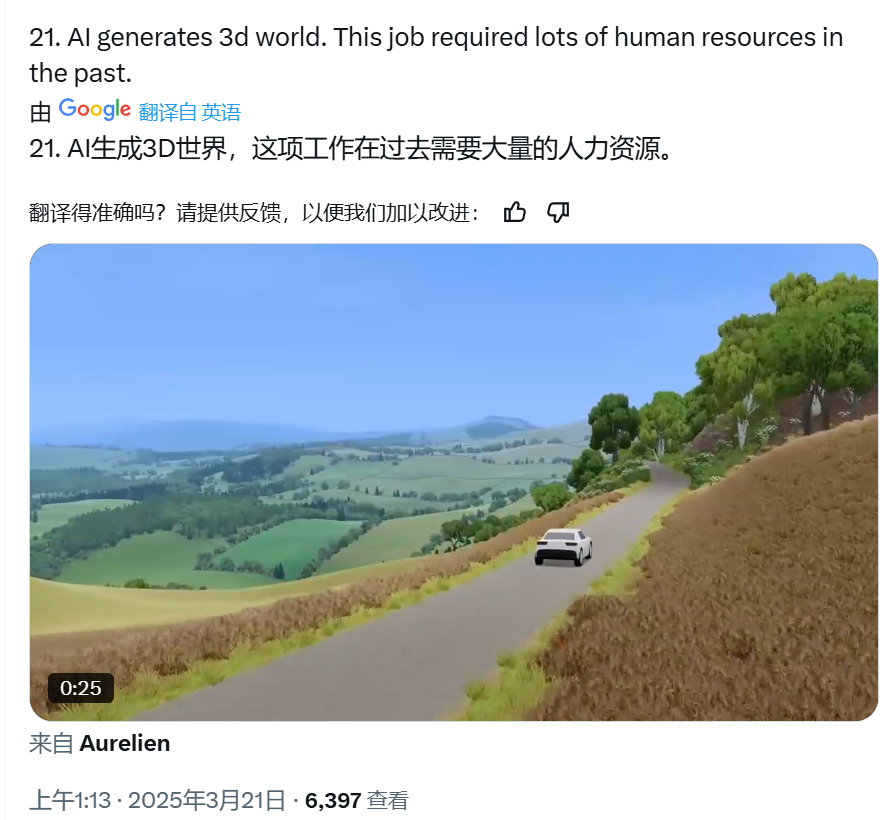 21. AI generates 3d world. This job required lots of human resources in
the past.
由 Google 翻译自 英语
21. AI生成3D世界，这项工作在过去需要大量的人力资源。
翻译得准确吗？请提供反馈，以便我们加以改进：
0:25
来自 Aurelien
上午1:13 · 2025年3月21日 · 6,397 查看